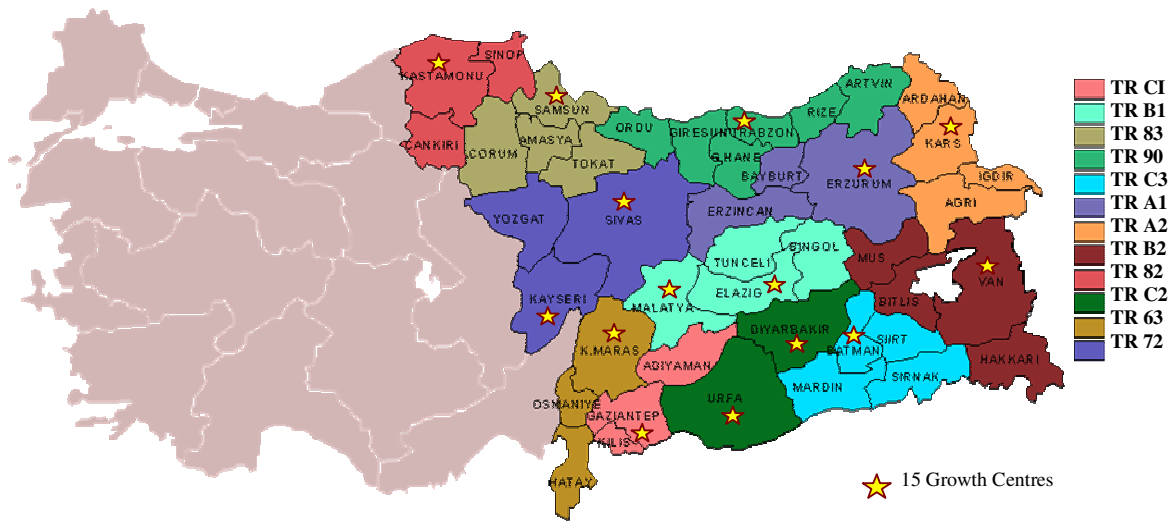 SINOP
KASTAMONU
ARTVIN
TR CI
ARDAHAN
SAMSUN
TR B1
RIZE
ORDU
GIRESUN
TRABZON
TR 83
ÇANKIRI
ÇORUM
AMASYA
KARS
TOKAT
G.HANE
TR 90
BAYBURT
ERZURUM
IGDIR
TR C3
YOZGAT
SIVAS
ERZINCAN
AGRI
TR A1
TR A2
BINGOL
TUNCELI
MUS
TR B2
VAN
TR 82
KAYSERI
MALATYA
ELAZIG
BITLIS
TR C2
DIYARBAKIR
SIIRT
TR 63
K.MARAS
BATMAN
TR 72
ADIYAMAN
HAKKARI
MARDIN
SIRNAK
OSMANIYE
URFA
GAZIANTEP
KILIS
HATAY
15 Growth Centres